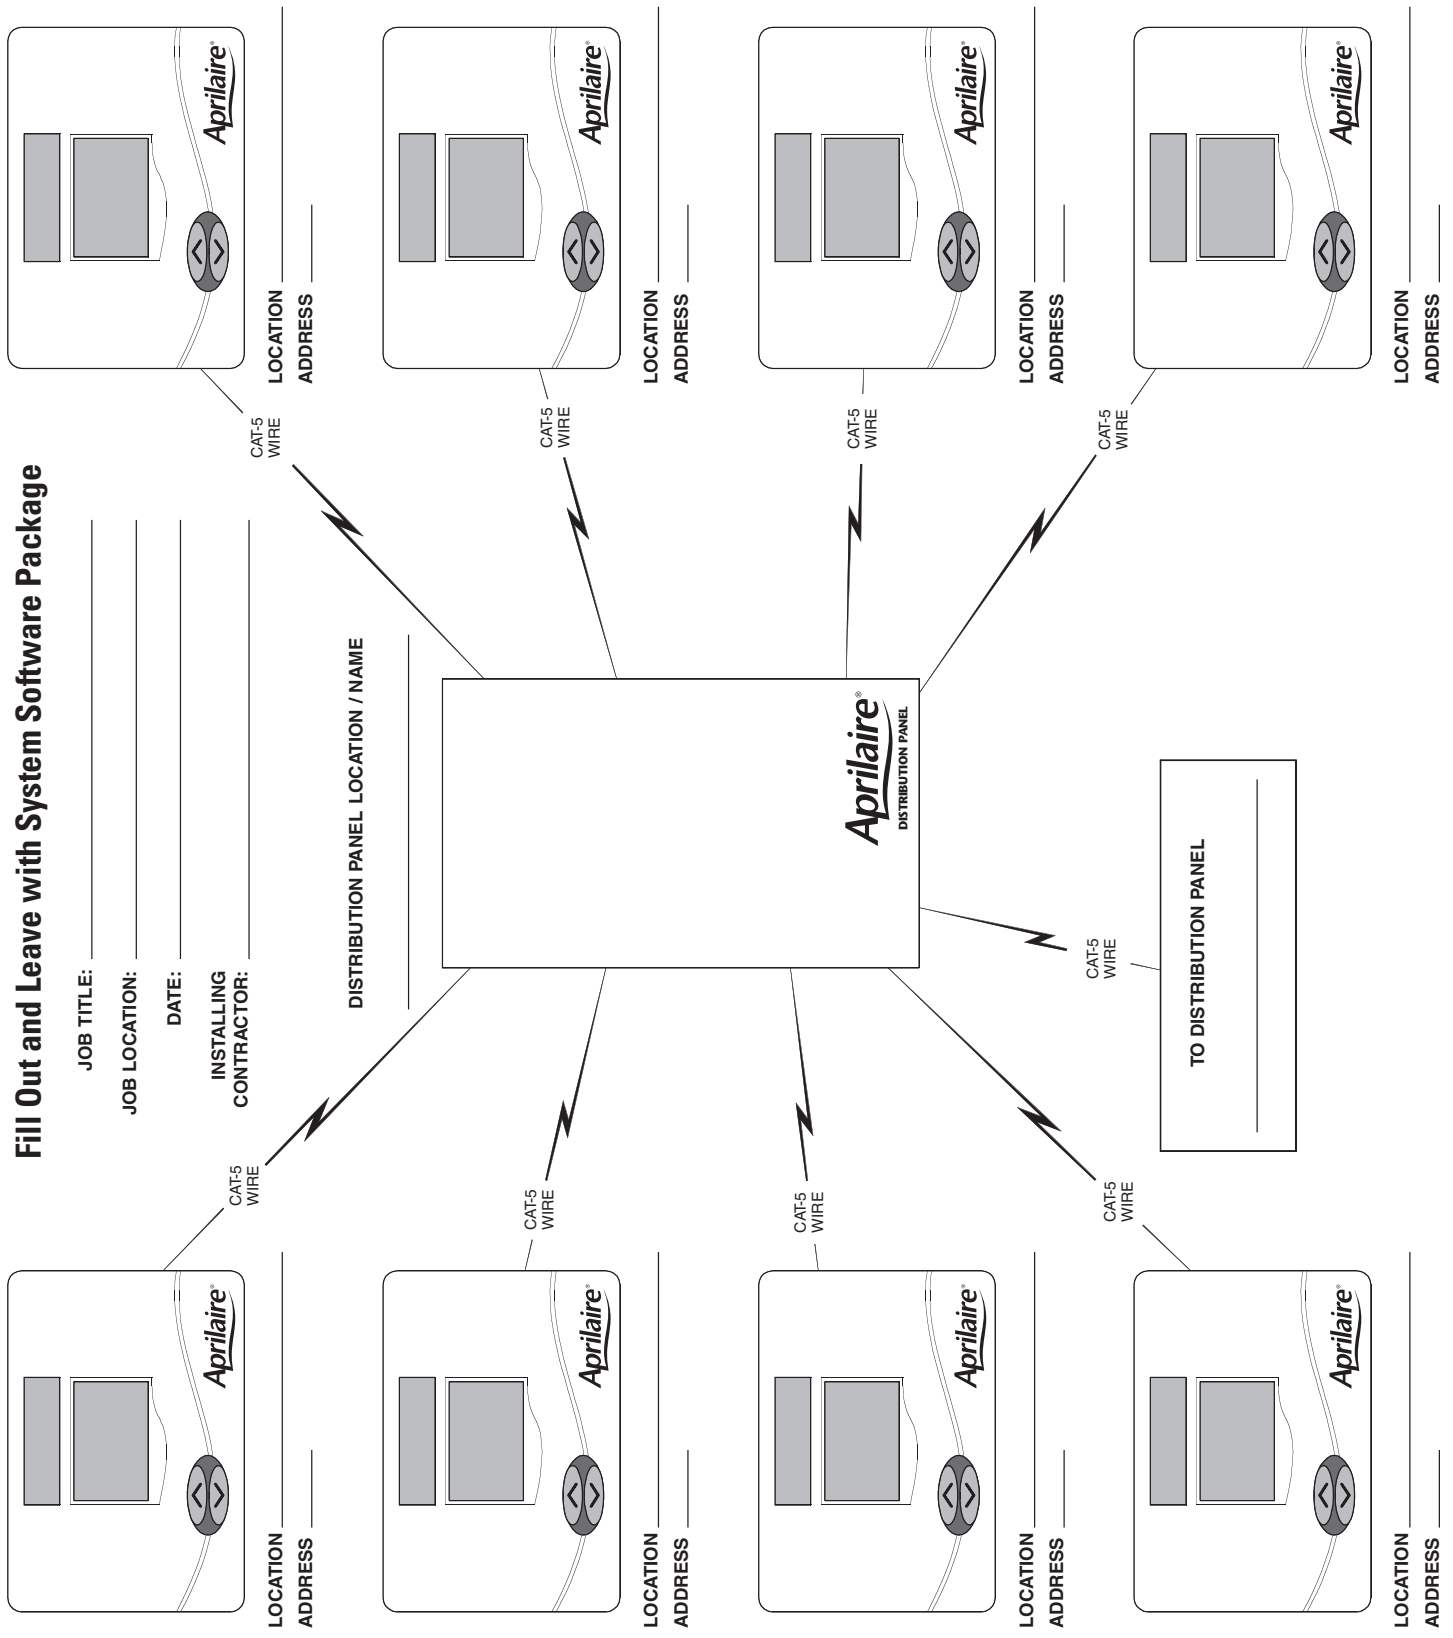 Fill Out and Leave with System Software Package
JOB TITLE:
JOB LOCATION:
DATE:
INSTALLING
CONTRACTOR:
Aprilaire®
Aprilaire®
CAT-5
WIRE
CAT-5
WIRE
LOCATION
ADDRESS
LOCATION
ADDRESS
DISTRIBUTION PANEL LOCATION / NAME
CAT-5
WIRE
CAT-5
WIRE
Aprilaire®
Aprilaire®
LOCATION
ADDRESS
LOCATION
ADDRESS
CAT-5
WIRE
CAT-5
WIRE
Aprilaire®
DISTRIBUTION PANEL
Aprilaire®
Aprilaire®
LOCATION
ADDRESS
LOCATION
ADDRESS
CAT-5
WIRE
CAT-5
WIRE
CAT-5
WIRE
TO DISTRIBUTION PANEL
Aprilaire®
Aprilaire®
LOCATION
ADDRESS
LOCATION
ADDRESS